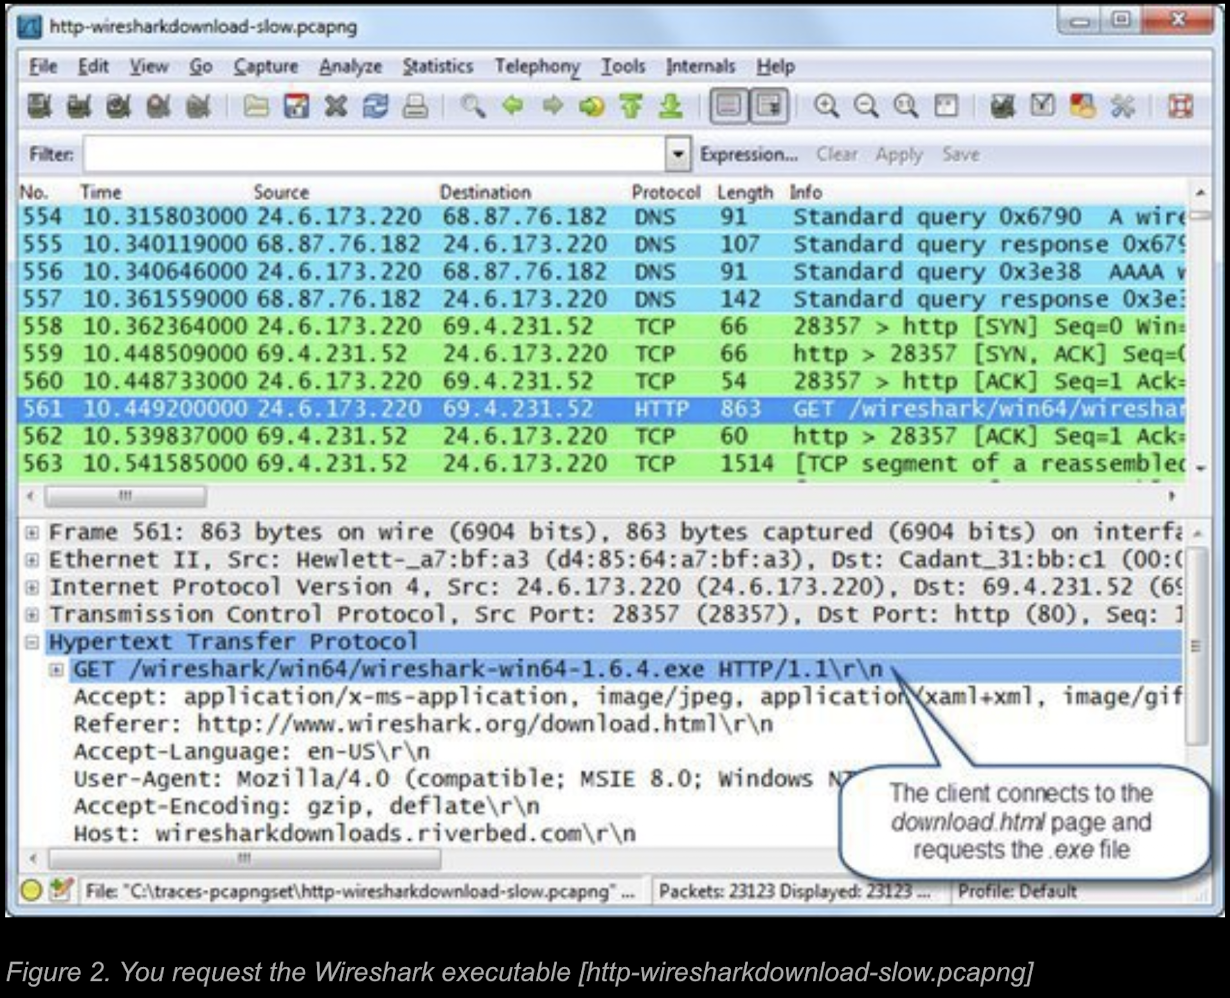 http-wiresharkdownload-slow.pcapng
File Edit View Go Capture Analyze Statistics Telephony Tools Internals Help
Filter: Expression... Clear Apply Save
No. Time Source Destination Protocol Length Info
554 10.315803000 24.6.173.220 68.87.76.182 DNS 91 Standard query 0x6790 A wire
555 10.340119000 68.87.76.182 24.6.173.220 DNS 107 Standard query response 0x679
556 10.340646000 24.6.173.220 68.87.76.182 DNS 91 Standard query 0x3e38 AAAA w
557 10.361559000 68.87.76.182 24.6.173.220 DNS 142 Standard query response 0x3e3
558 10.362364000 24.6.173.220 69.4.231.52 TCP 66 28357 > http [SYN] Seq=0 Win=
559 10.448509000 69.4.231.52 24.6.173.220 TCP 66 http > 28357 [SYN, ACK] Seq=0
560 10.448733000 24.6.173.220 69.4.231.52 TCP 54 28357 > http [ACK] Seq=1 Ack=
561 10.449200000 24.6.173.220 69.4.231.52 HTTP 863 GET /wireshark/win64/wireshar
562 10.539837000 69.4.231.52 24.6.173.220 TCP 60 http > 28357 [ACK] Seq=1 Ack=
563 10.541585000 69.4.231.52 24.6.173.220 TCP 1514 [TCP segment of a reassembled
Frame 561: 863 bytes on wire (6904 bits), 863 bytes captured (6904 bits) on interfa
Ethernet II, Src: Hewlett-_a7:bf:a3 (d4:85:64:a7:bf:a3), Dst: Cadant_31:bb:c1 (00:0
Internet Protocol Version 4, Src: 24.6.173.220 (24.6.173.220), Dst: 69.4.231.52 (69
Transmission Control Protocol, Src Port: 28357 (28357), Dst Port: http (80), Seq: 1
Hypertext Transfer Protocol
GET /wireshark/win64/wireshark-win64-1.6.4.exe HTTP/1.1\r\n
Accept: application/x-ms-application, image/jpeg, application/xaml+xml, image/gif
Referer: http://www.wireshark.org/download.html\r\n
Accept-Language: en-US\r\n
User-Agent: Mozilla/4.0 (compatible; MSIE 8.0; Windows NT
Accept-Encoding: gzip, deflate\r\n
Host: wiresharkdownloads.riverbed.com\r\n
The client connects to the
download.html page and
requests the .exe file
File: "C:\traces-pcapngset\http-wiresharkdownload-slow.pcapng" ... Packets: 23123 Displayed: 23123 ... Profile: Default
Figure 2. You request the Wireshark executable [http-wiresharkdownload-slow.pcapng]